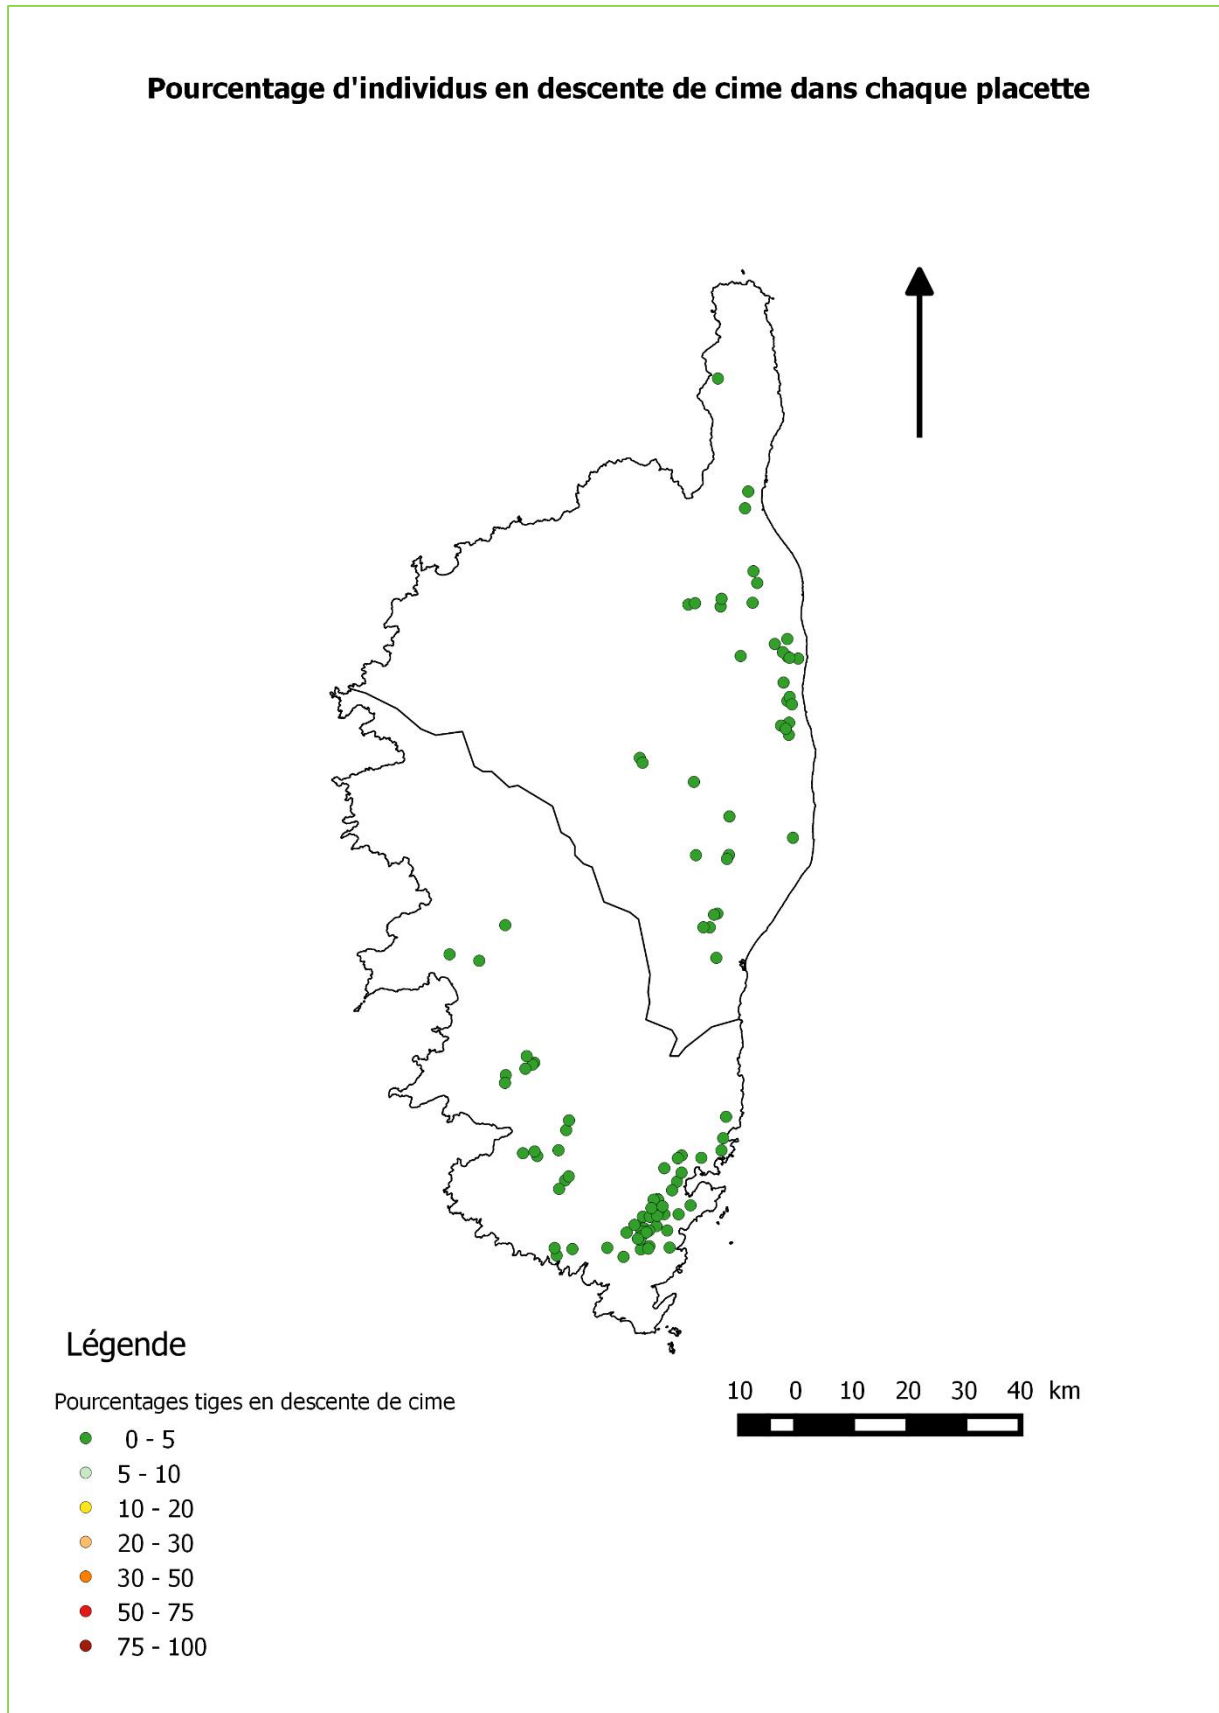 Pourcentage d'individus en descente de cime dans chaque placette
Légende
Pourcentages tiges en descente de cime
0 - 5
5 - 10
10 - 20
20 - 30
30 - 50
50 - 75
75 - 100
10 0 10 20 30 40 km